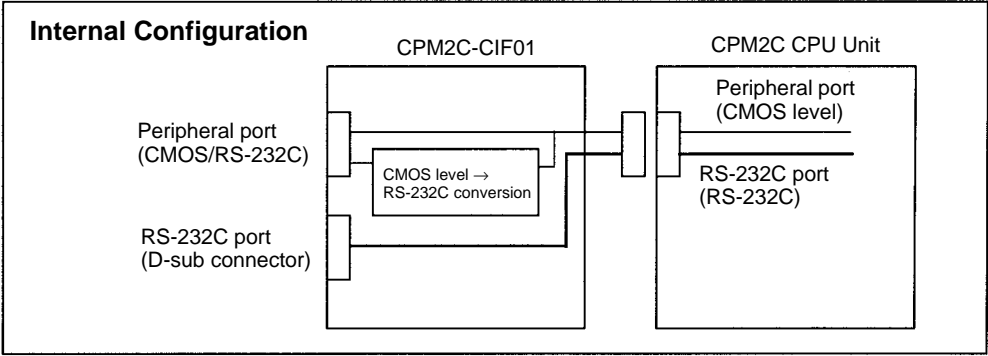 Internal Configuration
CPM2C-CIF01
CPM2C CPU Unit
Peripheral port
(CMOS/RS-232C)
CMOS level →
RS-232C conversion
RS-232C port
(D-sub connector)
Peripheral port
(CMOS level)
RS-232C port
(RS-232C)